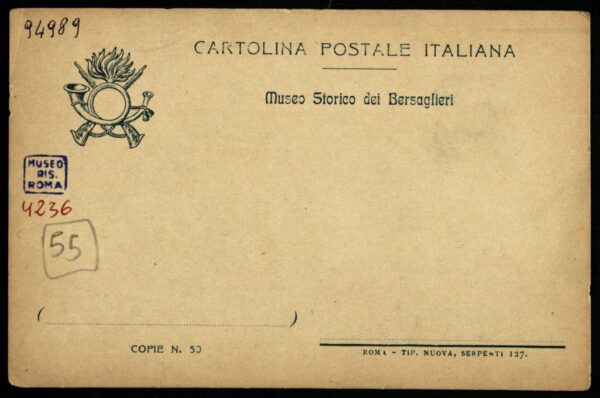 94989
CARTOLINA POSTALE ITALIANA
Museo Storico dei Bersaglieri
MUSEO
RIS.
ROMA
4236
55
( )
COPIE N. 50
ROMA - TIP. NUOVA, SERPENTI 127.